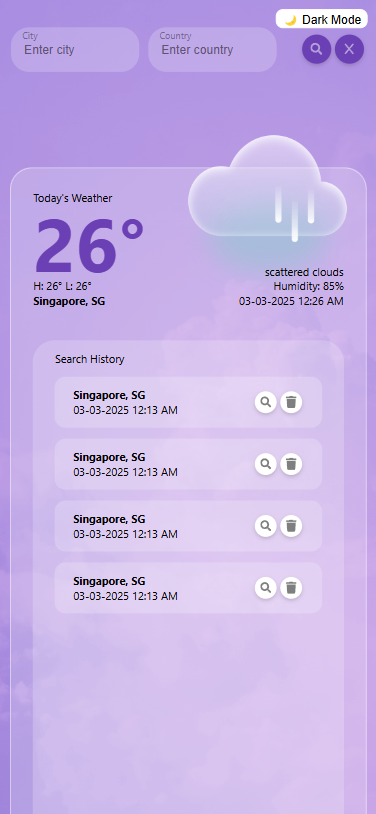 🌙 Dark Mode
City
Enter city
Country
Enter country
Today's Weather
26°
H: 26° L: 26°
Singapore, SG
scattered clouds
Humidity: 85%
03-03-2025 12:26 AM
Search History
Singapore, SG
03-03-2025 12:13 AM
Singapore, SG
03-03-2025 12:13 AM
Singapore, SG
03-03-2025 12:13 AM
Singapore, SG
03-03-2025 12:13 AM